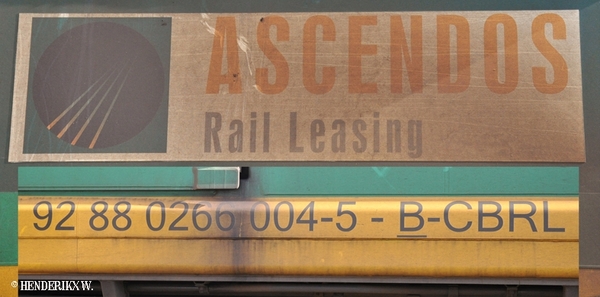 ASCENDOS
Rail Leasing
92 88 0266 004-5 - B-CBRL
© HENDERIKX W.